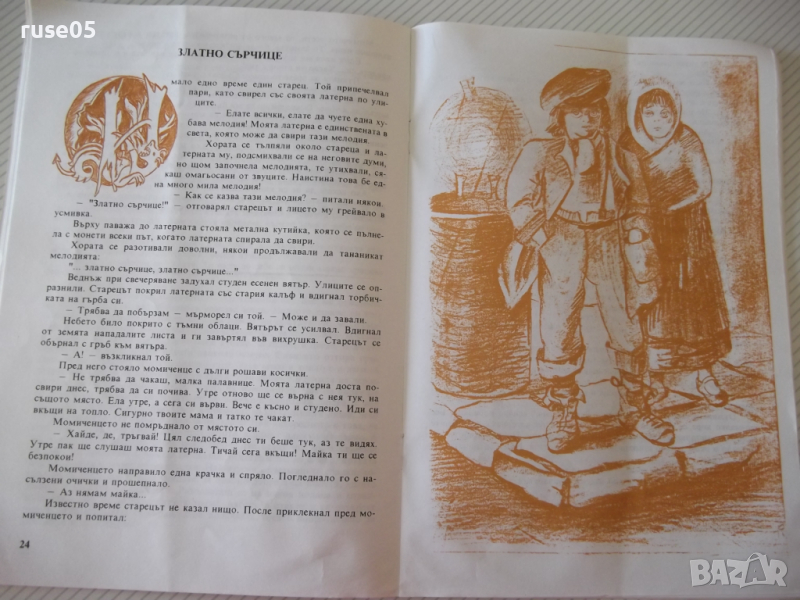 ruse05
ЗЛАТНО СЪРЧИЦЕ
И
мало едно време един старец. Той припечелвал
пари, като свирел със своята латерна по ули-
ците.
— Елате всички, елате да чуете една ху-
бава мелодия! Моята латерна е единствената в
света, която може да свири тази мелодия.
Хората се тълпяли около стареца и ла-
терната му, подсмихвали се на неговите думи,
но щом започнела мелодията, те утихвали, ся-
каш омагьосани от звуците. Наистина това бе ед-
на много мила мелодия!
— Как се казва тази мелодия? — питали някои.
— "Златно сърчице!" — отговарял старецът и лицето му грейвало в
усмивка.
Върху паважа до латерната стояла метална кутийка, която се пълне-
ла с монети всеки път, когато латерната спирала да свири.
Хората се разотивали доволни, някои продължавали да тананикат
мелодията:
"... златно сърчице, златно сърчице..."
Веднъж при свечеряване задухал студен есенен вятър. Улиците се оп-
разнили. Старецът покрил латерната със стария калъф и вдигнал торбич-
ката на гърба си.
— Трябва да побързам — мърморел си той. — Може и да завали.
Небето било покрито с тъмни облаци. Вятърът се усилвал. Вдигнал
от земята нападалите листа и ги завъртял във вихрушка. Старецът се
обърнал с гръб към вятъра.
— А! — възкликнал той.
Пред него стояло момиченце с дълги рошави косички.
— Не трябва да чакаш, малка палавнице. Моята латерна доста по-
свири днес, трябва да си почива. Утре отново ще се върна с нея тук, на
същото място. Ела утре, а сега си върви. Вече е късно и студено. Иди си
вкъщи на топло. Сигурно твоите мама и татко те чакат.
Момиченцето не помръднало от мястото си.
— Хайде, де, тръгвай! Цял следобед днес ти беше тук, аз те видях.
Утре пак ще слушаш моята латерна. Тичай сега вкъщи! Майка ти ще се
безпокои!
Момиченцето направило една крачка и спряло. Погледнало го с на-
сълзени очички и прошепнало.
— Аз нямам майка...
Известно време старецът не казал нищо. После приклекнал пред мо-
миченцето и попитал:
24
BAZAR